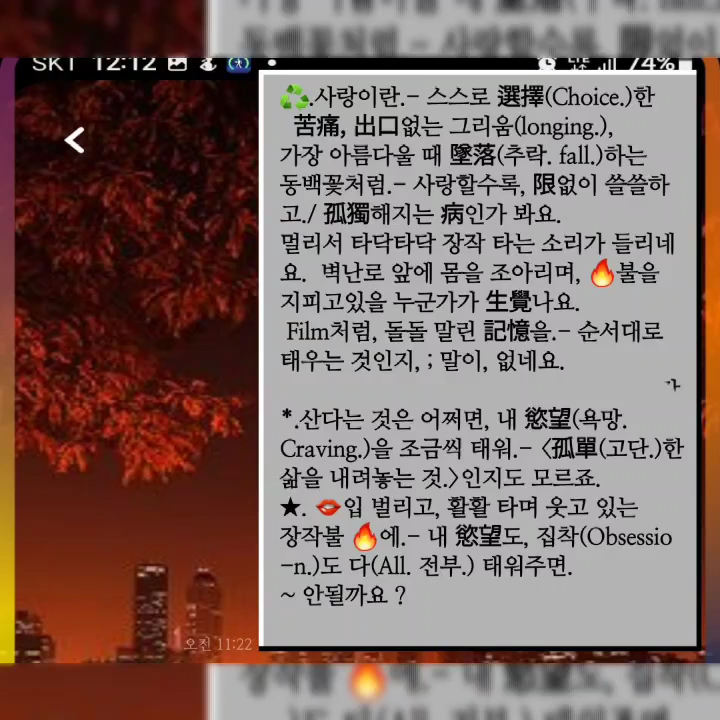 SKT 12:12 74%
♻️.사랑이란.- 스스로 選擇(Choice.)한
苦痛, 出口없는 그리움(longing.),
가장 아름다울 때 墜落(추락. fall.)하는
동백꽃처럼.- 사랑할수록, 限없이 쓸쓸하
고./ 孤獨해지는 病인가 봐요.
멀리서 타닥타닥 장작 타는 소리가 들리네
요. 벽난로 앞에 몸을 조아리며, 🔥불을
지피고있을 누군가가 生覺나요.
Film처럼, 돌돌 말린 記憶을.- 순서대로
태우는 것인지, ; 말이, 없네요.
*.산다는 것은 어쩌면, 내 慾望(욕망.
Craving.)을 조금씩 태워.- 〈孤單(고단.)한
삶을 내려놓는 것.〉인지도 모르죠.
★. 👄입 벌리고, 활활 타며 웃고 있는
장작불 🔥에.- 내 慾望도, 집착(Obsessio
-n.)도 다(All. 전부.) 태워주면.
~ 안될까요 ?
오전 11:22